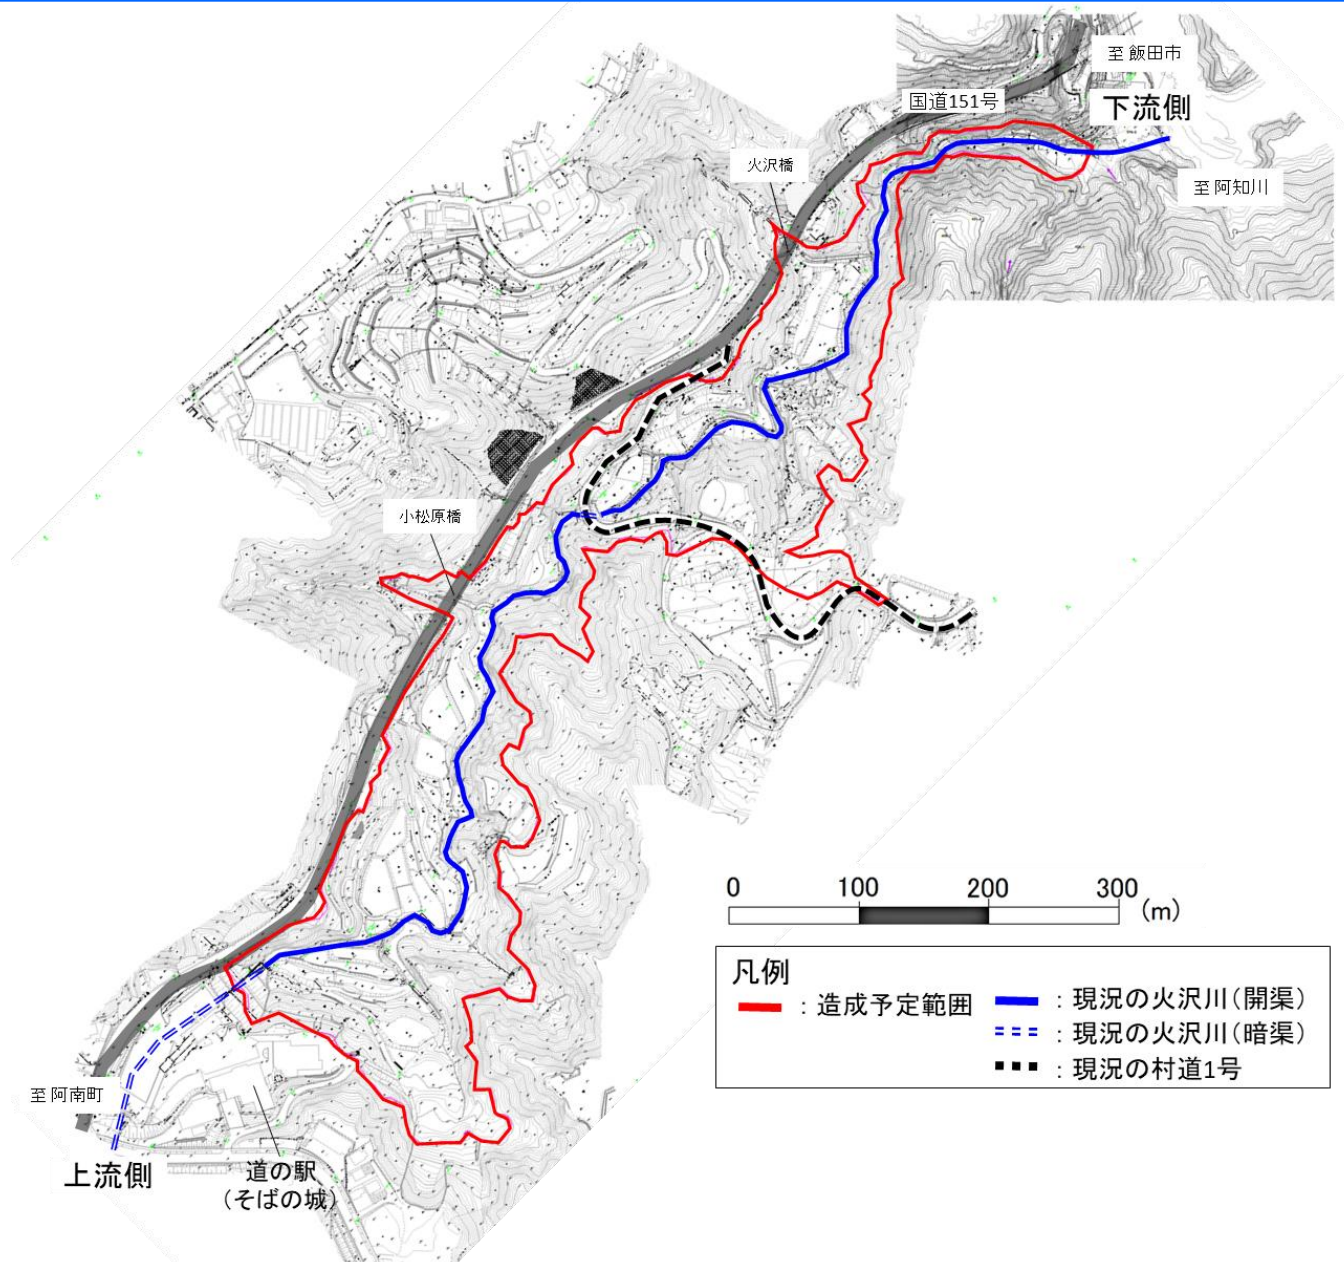 至 飯田市
国道151号
下流側
火沢橋
至 阿知川
小松原橋
0 100 200 300
(m)
凡例
：造成予定範囲
：現況の火沢川（開渠）
：現況の火沢川（暗渠）
：現況の村道1号
至 阿南町
上流側
道の駅
（そばの城）